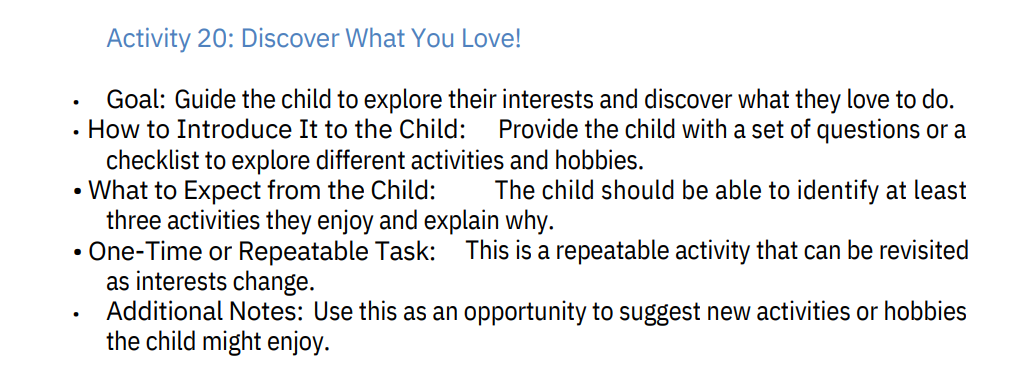 Activity 20: Discover What You Love!
• Goal: Guide the child to explore their interests and discover what they love to do.
• How to Introduce It to the Child: Provide the child with a set of questions or a
checklist to explore different activities and hobbies.
• What to Expect from the Child: The child should be able to identify at least
three activities they enjoy and explain why.
• One-Time or Repeatable Task: This is a repeatable activity that can be revisited
as interests change.
• Additional Notes: Use this as an opportunity to suggest new activities or hobbies
the child might enjoy.